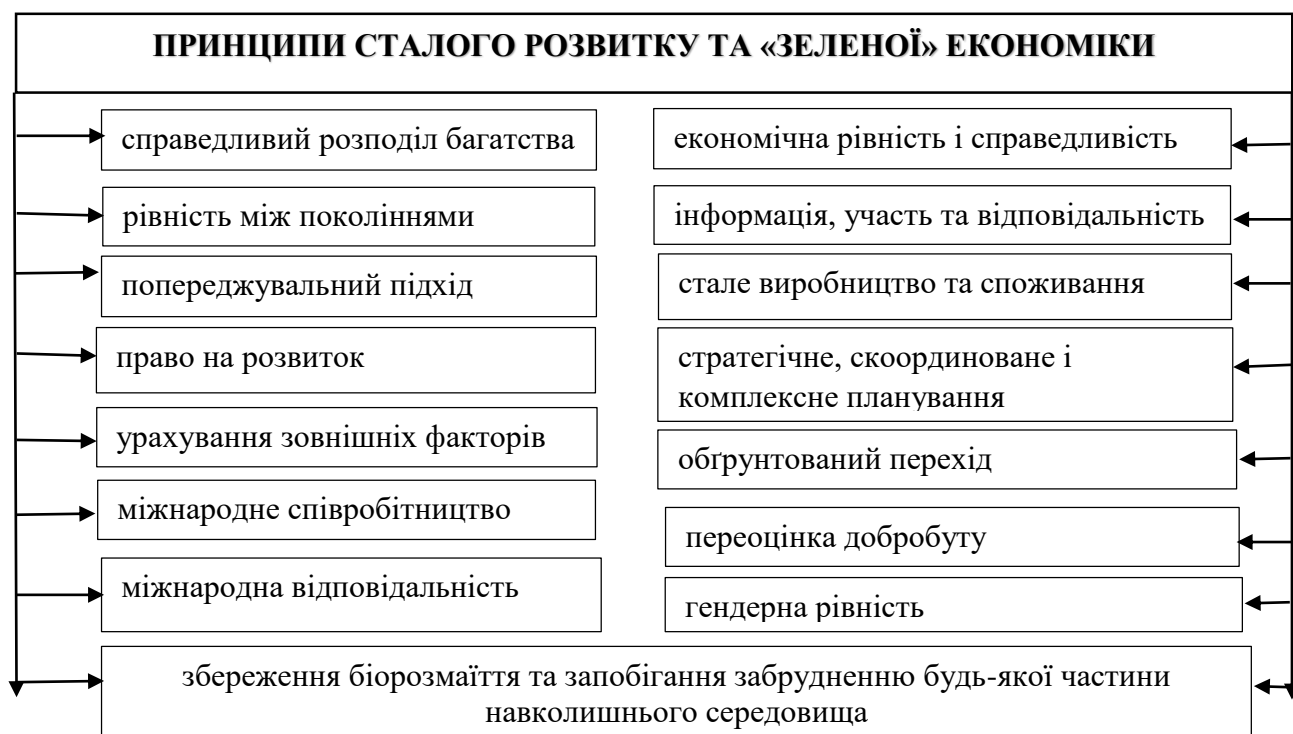 ПРИНЦИПИ СТАЛОГО РОЗВИТКУ ТА «ЗЕЛЕНОЇ» ЕКОНОМІКИ
справедливий розподіл багатства
рівність між поколіннями
попереджувальний підхід
право на розвиток
урахування зовнішніх факторів
міжнародне співробітництво
міжнародна відповідальність
економічна рівність і справедливість
інформація, участь та відповідальність
стале виробництво та споживання
стратегічне, скоординоване і
комплексне планування
обґрунтований перехід
переоцінка добробуту
гендерна рівність
збереження біорозмаїття та запобігання забрудненню будь-якої частини
навколишнього середовища